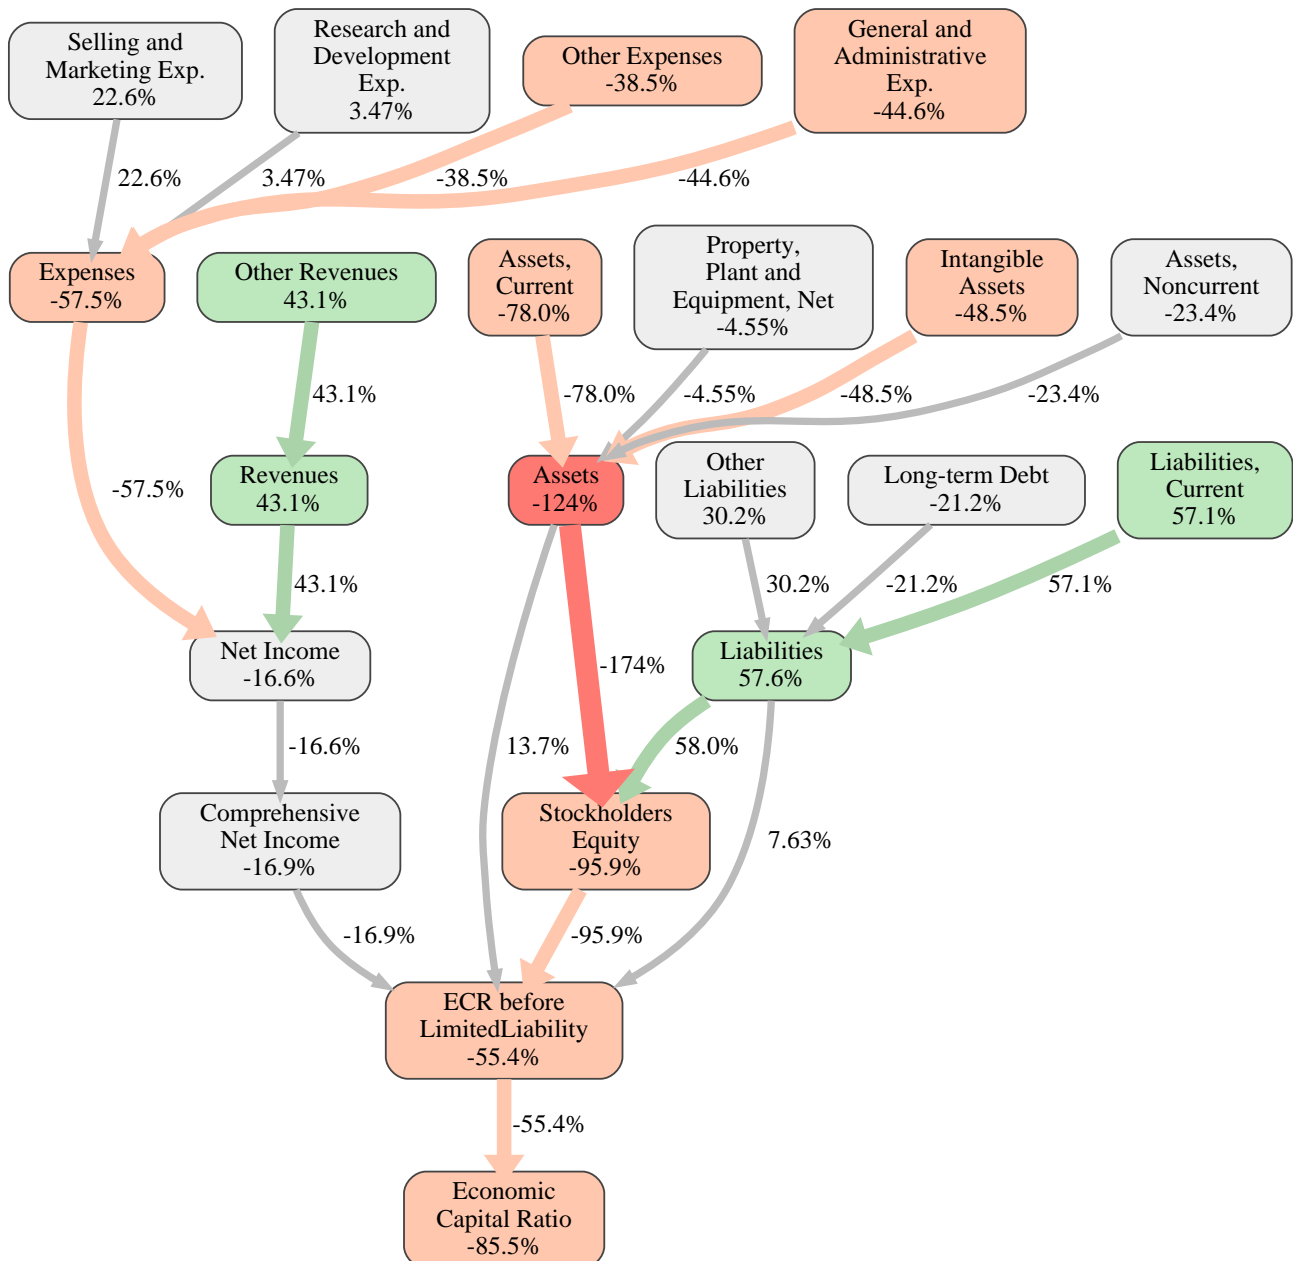 Selling and
Marketing Exp.
22.6%
Research and
Development
Exp.
3.47%
Other Expenses
-38.5%
General and
Administrative
Exp.
-44.6%
22.6%
3.47%
-38.5%
-44.6%
Expenses
-57.5%
Other Revenues
43.1%
Assets,
Current
-78.0%
Property,
Plant and
Equipment, Net
-4.55%
Intangible
Assets
-48.5%
Assets,
Noncurrent
-23.4%
43.1%
-78.0%
-4.55%
-48.5%
-23.4%
-57.5%
Revenues
43.1%
Assets
-124%
Other
Liabilities
30.2%
Long-term Debt
-21.2%
Liabilities,
Current
57.1%
43.1%
30.2%
-21.2%
57.1%
Net Income
-16.6%
-174%
Liabilities
57.6%
-16.6%
13.7%
58.0%
Comprehensive
Net Income
-16.9%
Stockholders
Equity
-95.9%
7.63%
-16.9%
-95.9%
ECR before
LimitedLiability
-55.4%
-55.4%
Economic
Capital Ratio
-85.5%